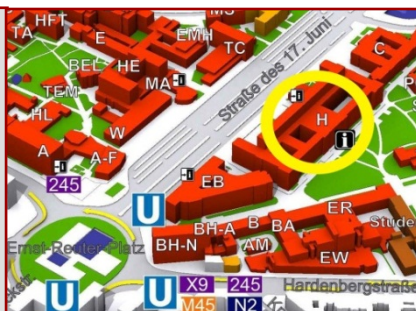 HFT
MS
TA
E
EMH
TC
C
BEL
HE
MA
Straße des 17. Juni
TEM
H
P
HL
W
i
A
A-F
245
EB
U
ER
B
BH-A
BA
Stude
Ernst-Reuter-Platz
BH-N
AM
EW
ckstr.
U
U
X9
245
Hardenbergstraße
M45
N2